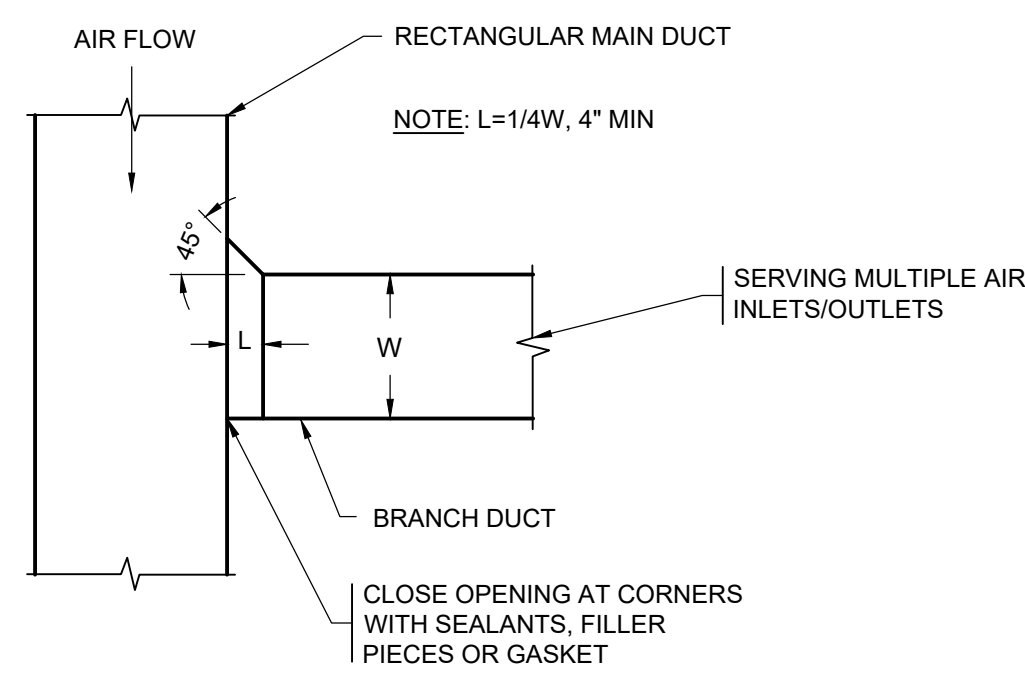 AIR FLOW
RECTANGULAR MAIN DUCT
NOTE: L=1/4W, 4" MIN
45°
SERVING MULTIPLE AIR
INLETS/OUTLETS
L
W
BRANCH DUCT
CLOSE OPENING AT CORNERS
WITH SEALANTS, FILLER
PIECES OR GASKET